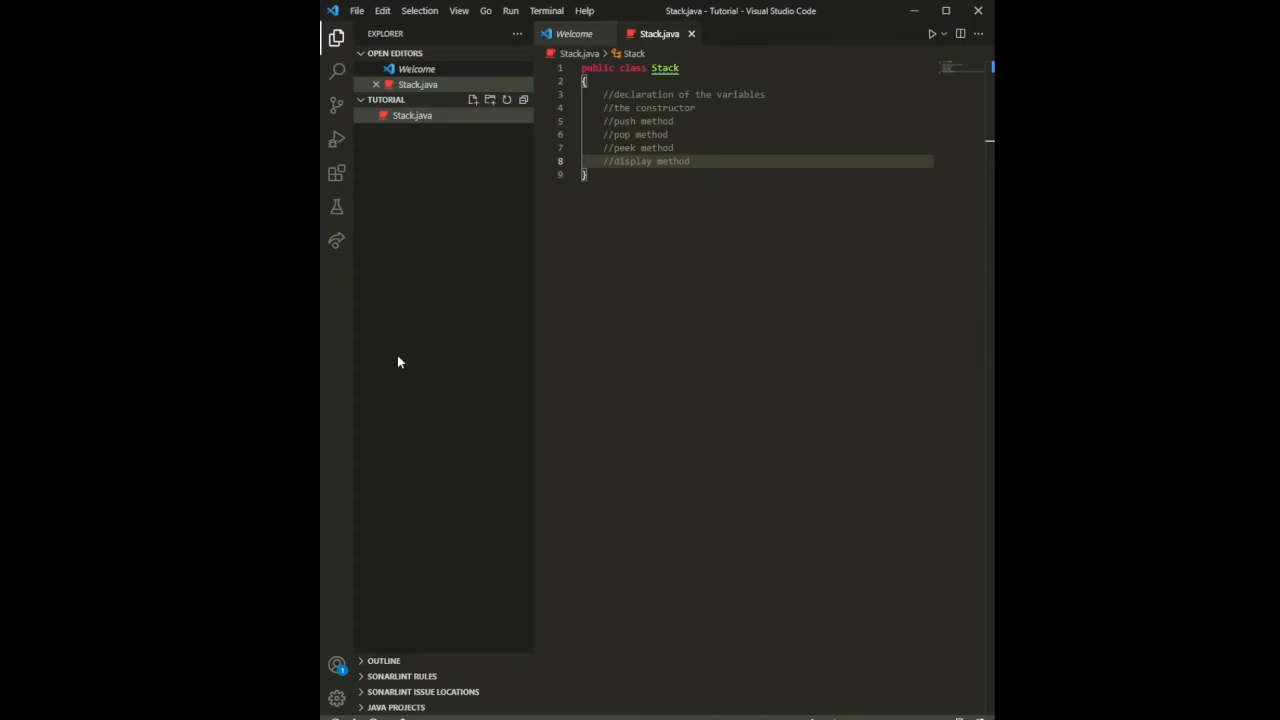 File Edit Selection View Go Run Terminal Help Stack.java - Tutorial - Visual Studio Code
EXPLORER
Welcome
Stack.java
OPEN EDITORS
Welcome
Stack.java
TUTORIAL
Stack.java
Stack.java > Stack
1 public class Stack
2 {
3 //declaration of the variables
4 //the constructor
5 //push method
6 //pop method
7 //peek method
8 //display method
9 }
1
OUTLINE
SONARLINT RULES
SONARLINT ISSUE LOCATIONS
JAVA PROJECTS